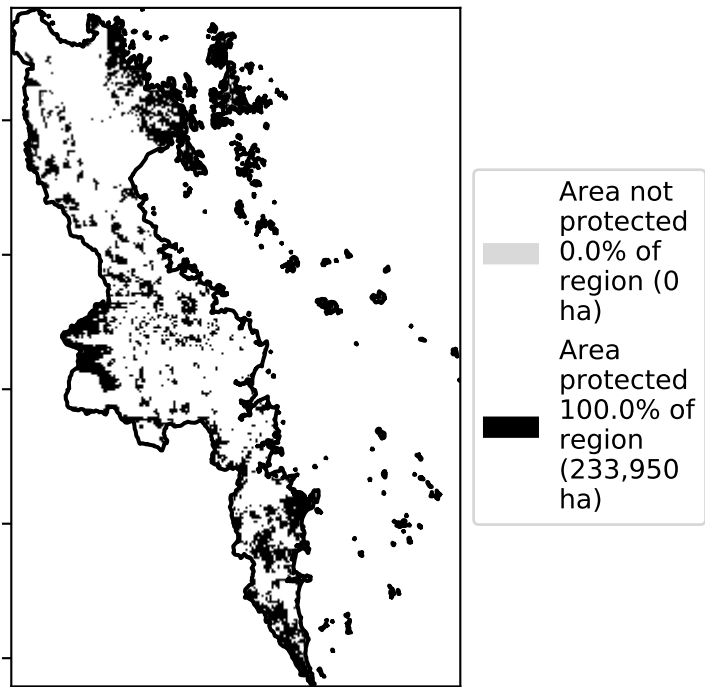 Area not
protected
0.0% of
region (0
ha)
Area
protected
100.0% of
region
(233,950
ha)